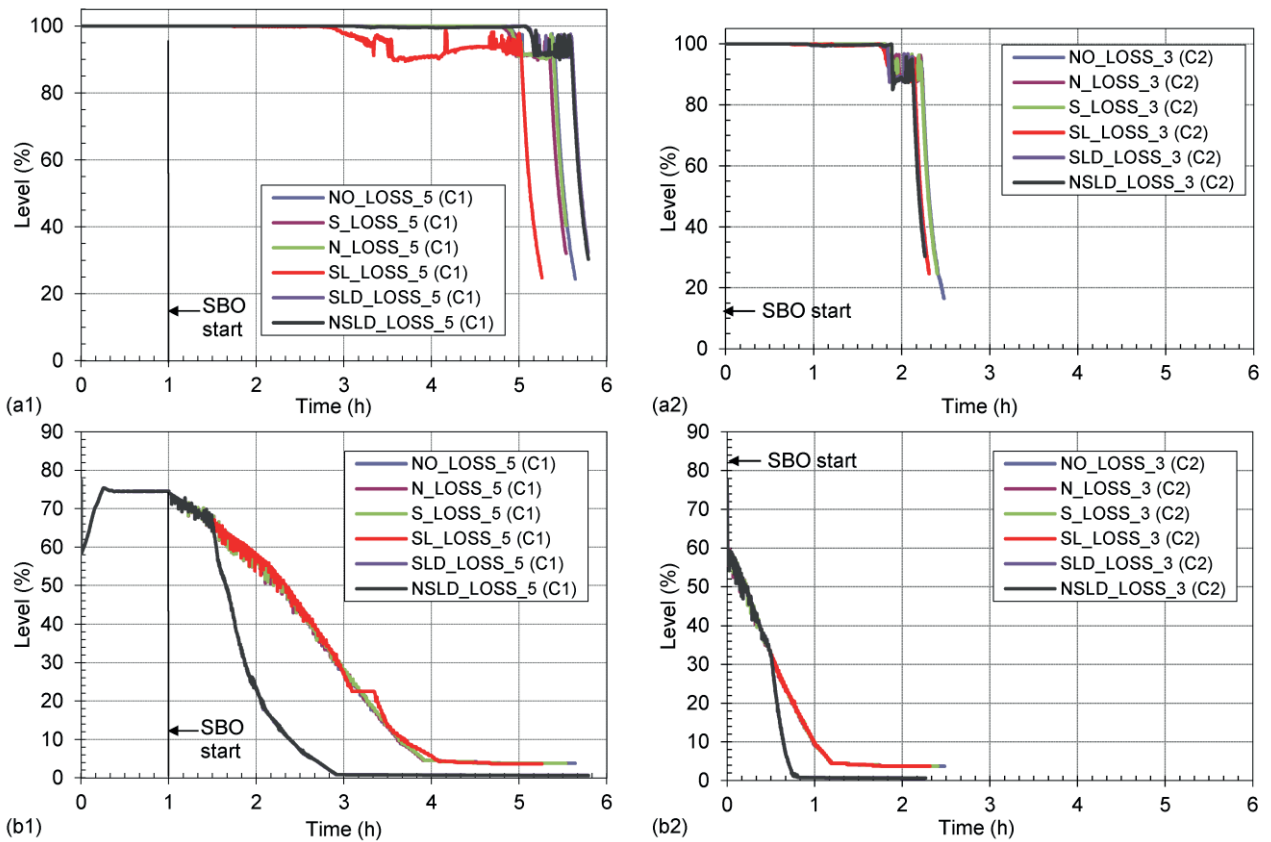 100
80
60
40
20
0
Level (%)
NO_LOSS_5 (C1)
S_LOSS_5 (C1)
N_LOSS_5 (C1)
SL_LOSS_5 (C1)
SLD_LOSS_5 (C1)
NSLD_LOSS_5 (C1)
SBO
start
0 1 2 3 4 5 6
Time (h)
(a1)
100
80
60
40
20
0
Level (%)
NO_LOSS_3 (C2)
N_LOSS_3 (C2)
S_LOSS_3 (C2)
SL_LOSS_3 (C2)
SLD_LOSS_3 (C2)
NSLD_LOSS_3 (C2)
SBO start
0 1 2 3 4 5 6
Time (h)
(a2)
90
80
70
60
50
40
30
20
10
0
Level (%)
NO_LOSS_5 (C1)
N_LOSS_5 (C1)
S_LOSS_5 (C1)
SL_LOSS_5 (C1)
SLD_LOSS_5 (C1)
NSLD_LOSS_5 (C1)
SBO
start
0 1 2 3 4 5 6
Time (h)
(b1)
90
80
70
60
50
40
30
20
10
0
Level (%)
SBO start
NO_LOSS_3 (C2)
N_LOSS_3 (C2)
S_LOSS_3 (C2)
SL_LOSS_3 (C2)
SLD_LOSS_3 (C2)
NSLD_LOSS_3 (C2)
0 1 2 3 4 5 6
Time (h)
(b2)